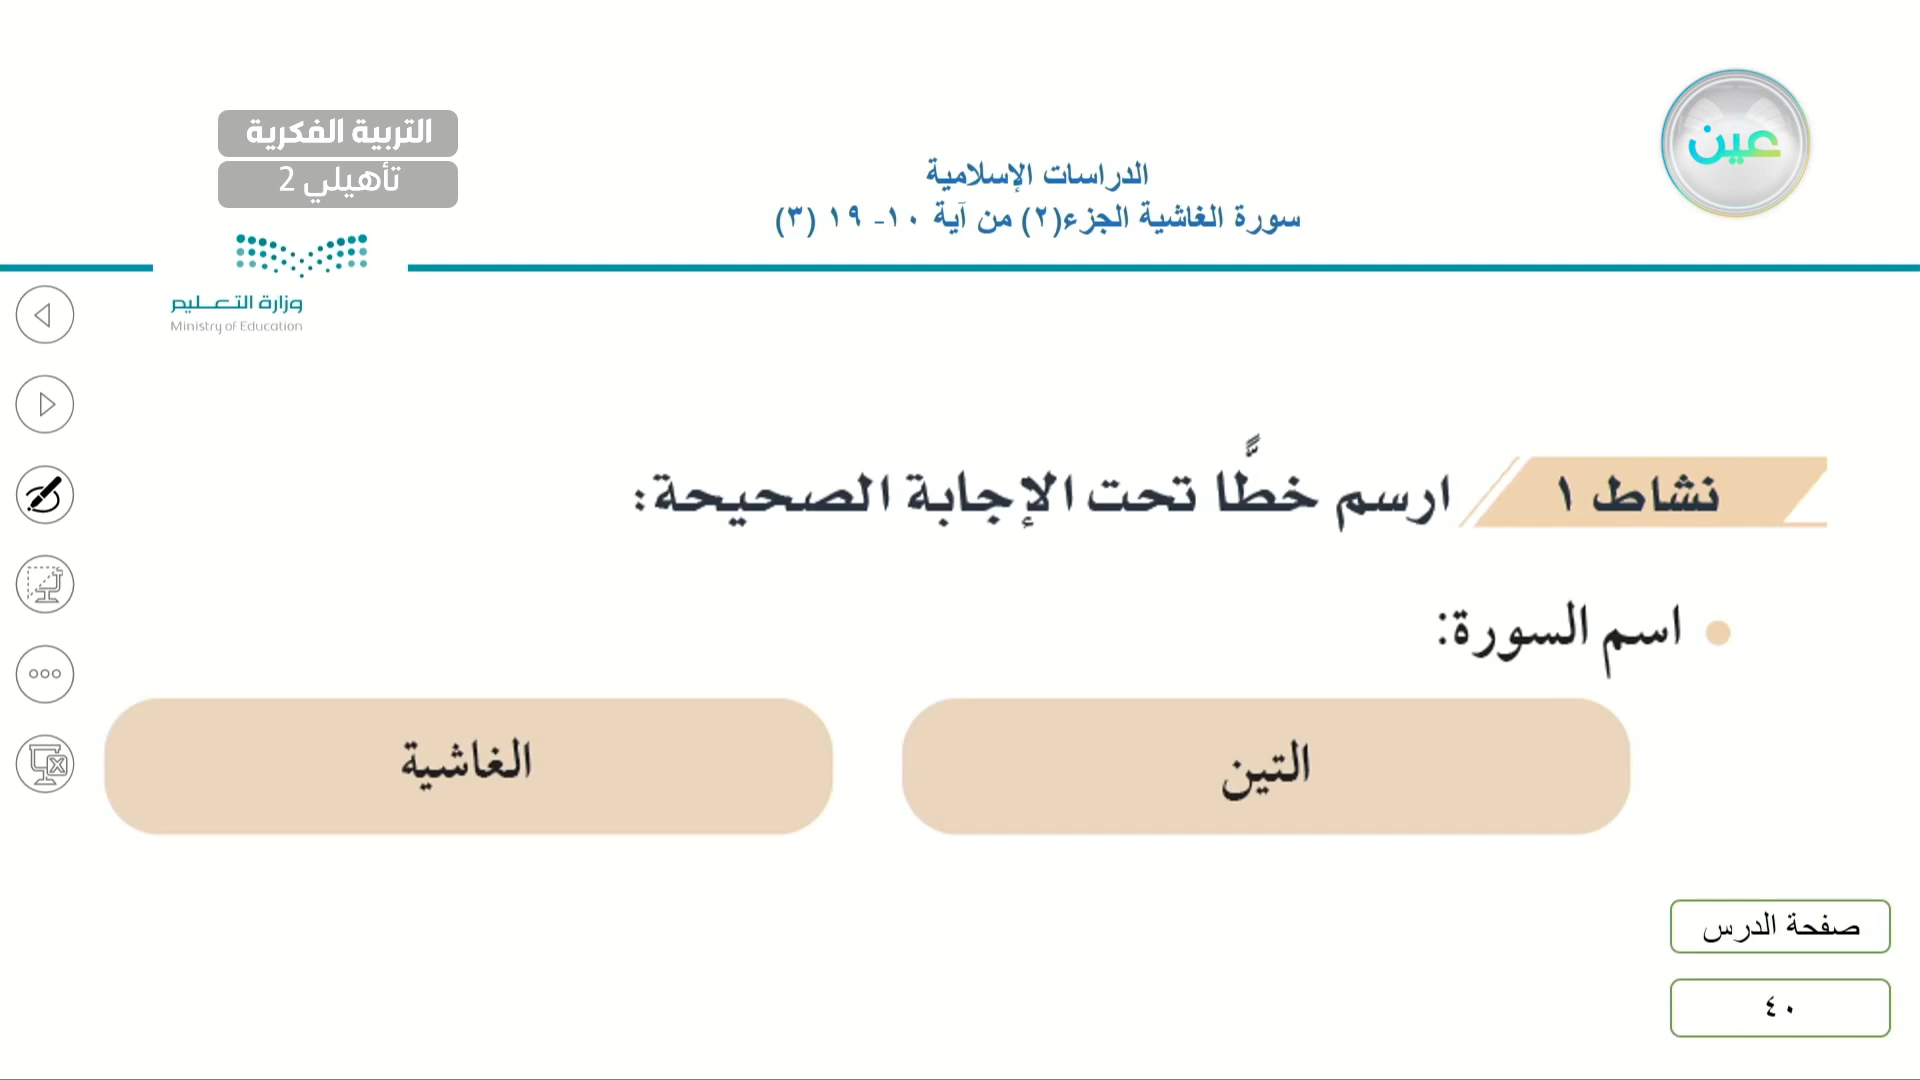 عين
التربية الفكرية
تأهيلي 2
الدراسات الإسلامية
سورة الغاشية الجزء(٢) من آية ١٠- ١٩ (٣)
وزارة التعليم
Ministry of Education
نشاط ١
ارسم خطًّا تحت الإجابة الصحيحة:
اسم السورة:
التين
الغاشية
صفحة الدرس
٤٠